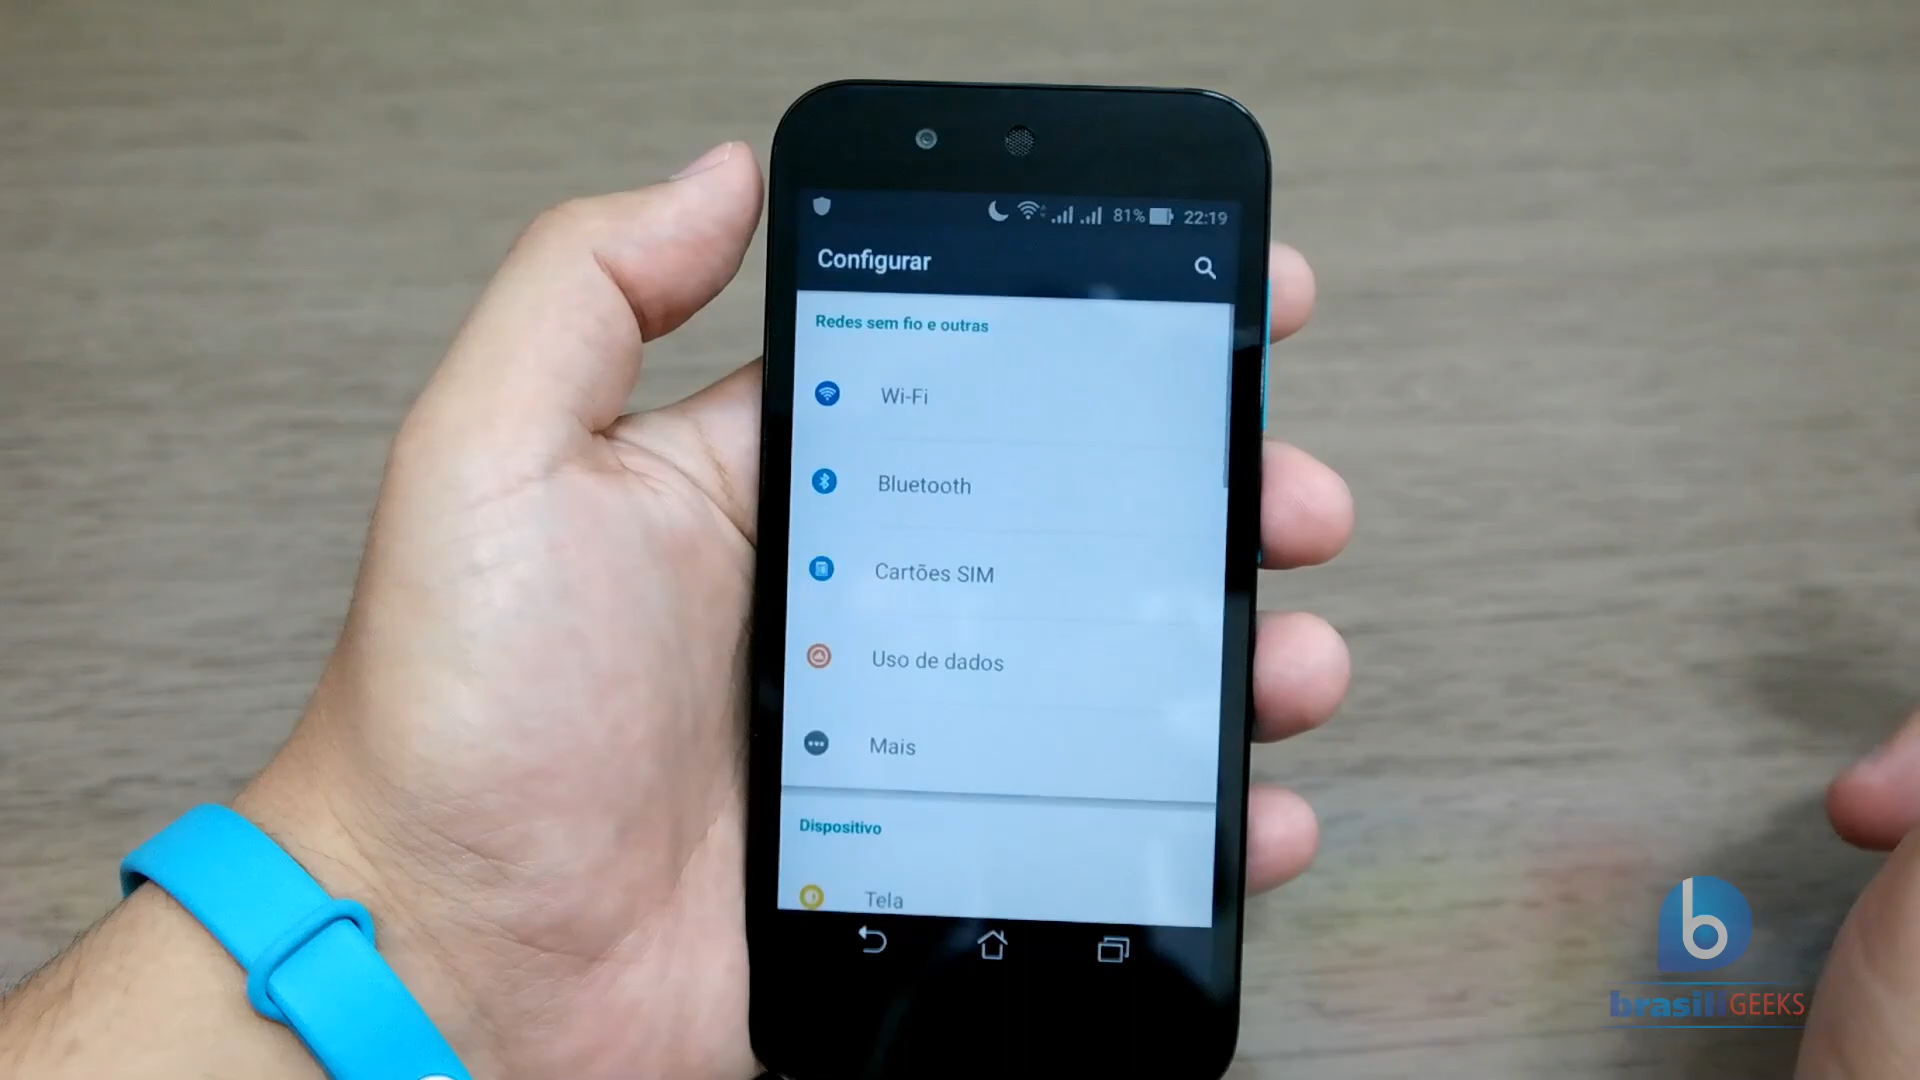 81% 22:19
Configurar
Redes sem fio e outras
Wi-Fi
Bluetooth
Cartões SIM
Uso de dados
Mais
Dispositivo
Tela
b
brasil GEEKS